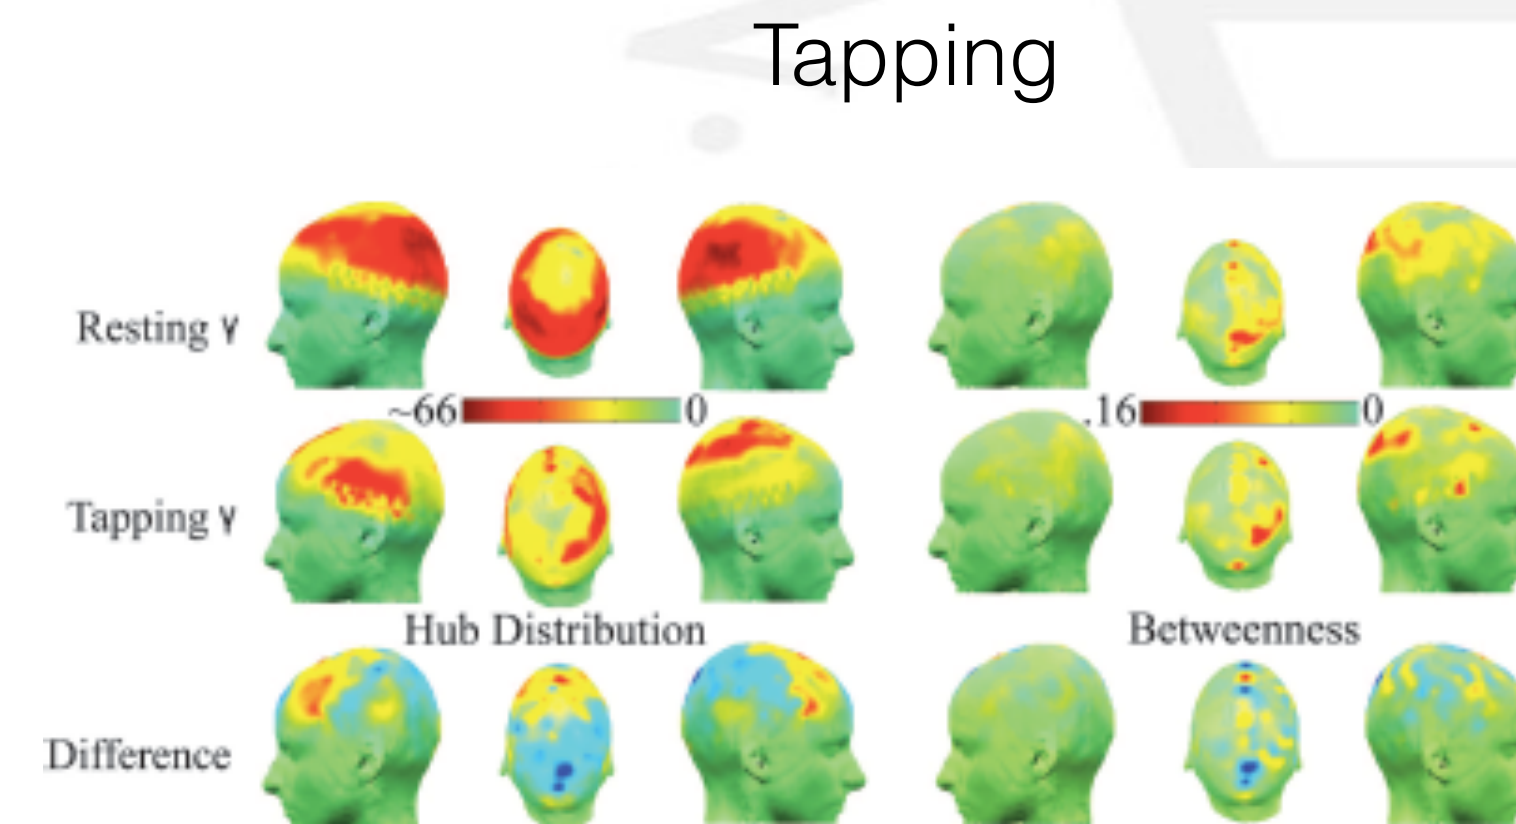 Tapping
Resting γ
~66 0
.16 0
Tapping γ
Hub Distribution
Betweenness
Difference